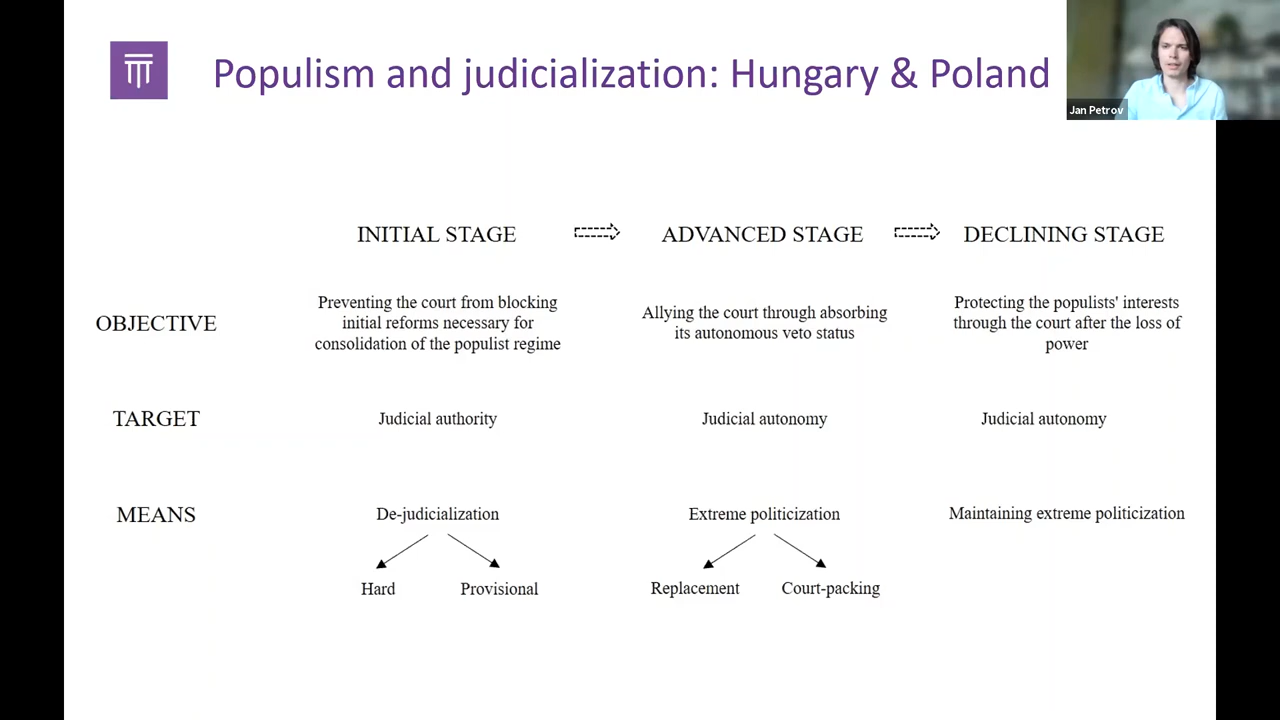 Populism and judicialization: Hungary & Poland
Jan Petrov
INITIAL STAGE
ADVANCED STAGE
DECLINING STAGE
OBJECTIVE
Preventing the court from blocking
initial reforms necessary for
consolidation of the populist regime
Allying the court through absorbing
its autonomous veto status
Protecting the populists' interests
through the court after the loss of
power
TARGET
Judicial authority
Judicial autonomy
Judicial autonomy
MEANS
De-judicialization
Extreme politicization
Maintaining extreme politicization
Hard
Provisional
Replacement
Court-packing